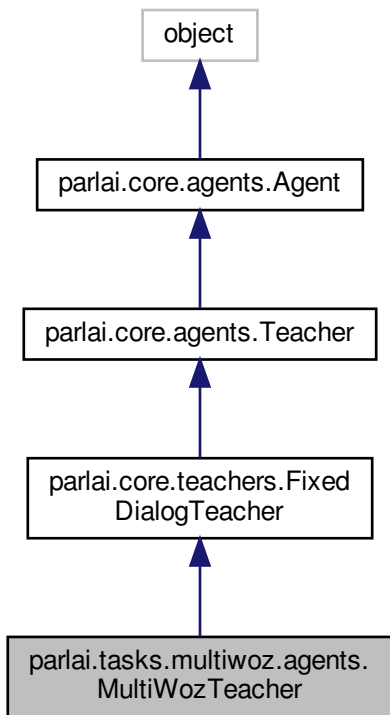 object
parlai.core.agents.Agent
parlai.core.agents.Teacher
parlai.core.teachers.Fixed
DialogTeacher
parlai.tasks.multiwoz.agents.
MultiWozTeacher